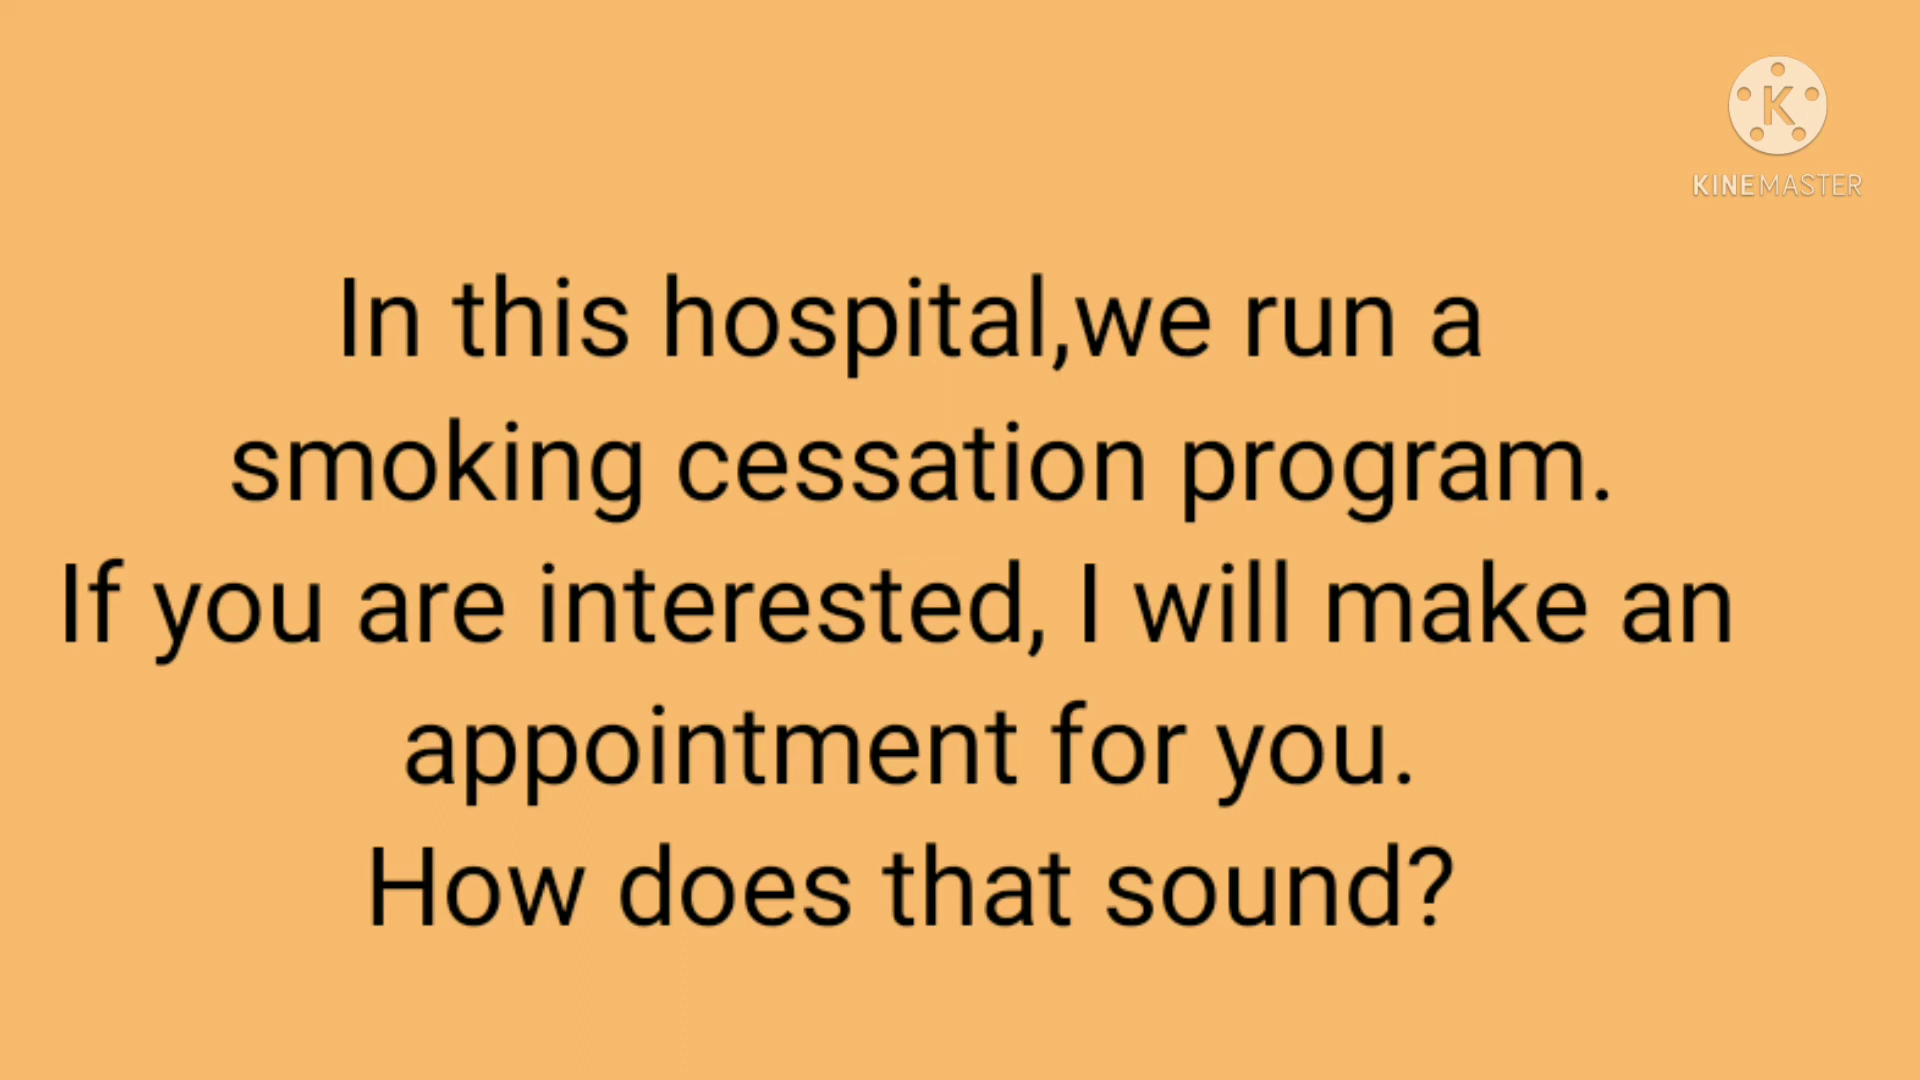 K
KINEMASTER
In this hospital,we run a
smoking cessation program.
If you are interested, I will make an
appointment for you.
How does that sound?